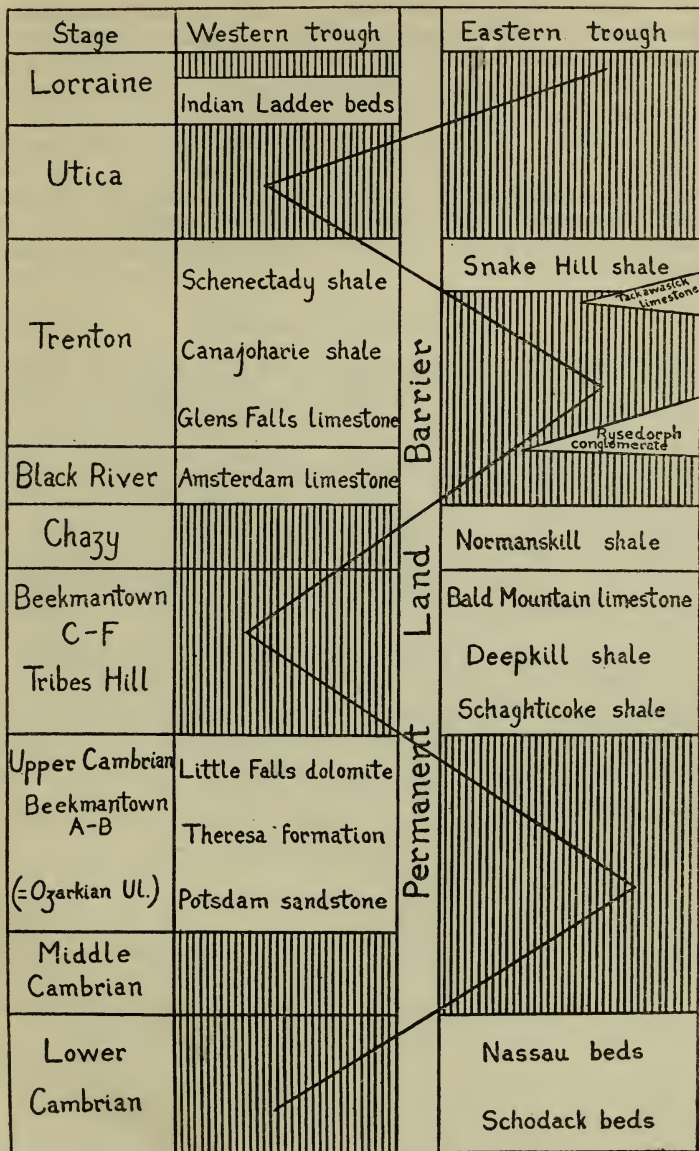 Stage
Western trough
Eastern trough
Lorraine
Indian Ladder beds
Utica
Trenton
Schenectady shale
Canajoharie shale
Glens Falls limestone
Snake Hill shale
Tackawasick
limestone
Rysedorph
conglomerate
Black River
Amsterdam limestone
Chazy
Normanskill shale
Beekmantown
C-F
Tribes Hill
Bald Mountain limestone
Deepkill shale
Schaghticoke shale
Upper Cambrian
Beekmantown
A-B
(=Ozarkian Ul.)
Little Falls dolomite
Theresa formation
Potsdam sandstone
Middle
Cambrian
Lower
Cambrian
Nassau beds
Schodack beds
Permanent Land Barrier